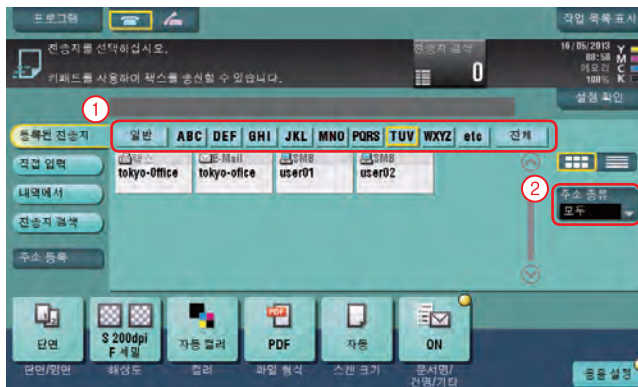 프로그램
작업 목록 표시
전송지를 선택하십시오.
전송지 검색
0
키패드를 사용하여 팩스를 송신할 수 있습니다.
16/05/2013
08:58
메모리
100%
Y
M
C
K
설정 확인
1
등록된 전송지
일반 ABC DEF GHI JKL MNO PQRS TUV WXYZ etc 전체
직접 입력
내역에서
전송지 검색
주소 등록
팩스
tokyo-Office
E-Mail
tokyo-ofice
SMB
user01
SMB
user02
2
주소 종류
모두
단면
S 200dpi
F 세밀
자동 컬러
PDF
PDF
자동
ON
단면/양면
해상도
컬러
파일 형식
스캔 크기
문서명/
건명/기타
응용 설정